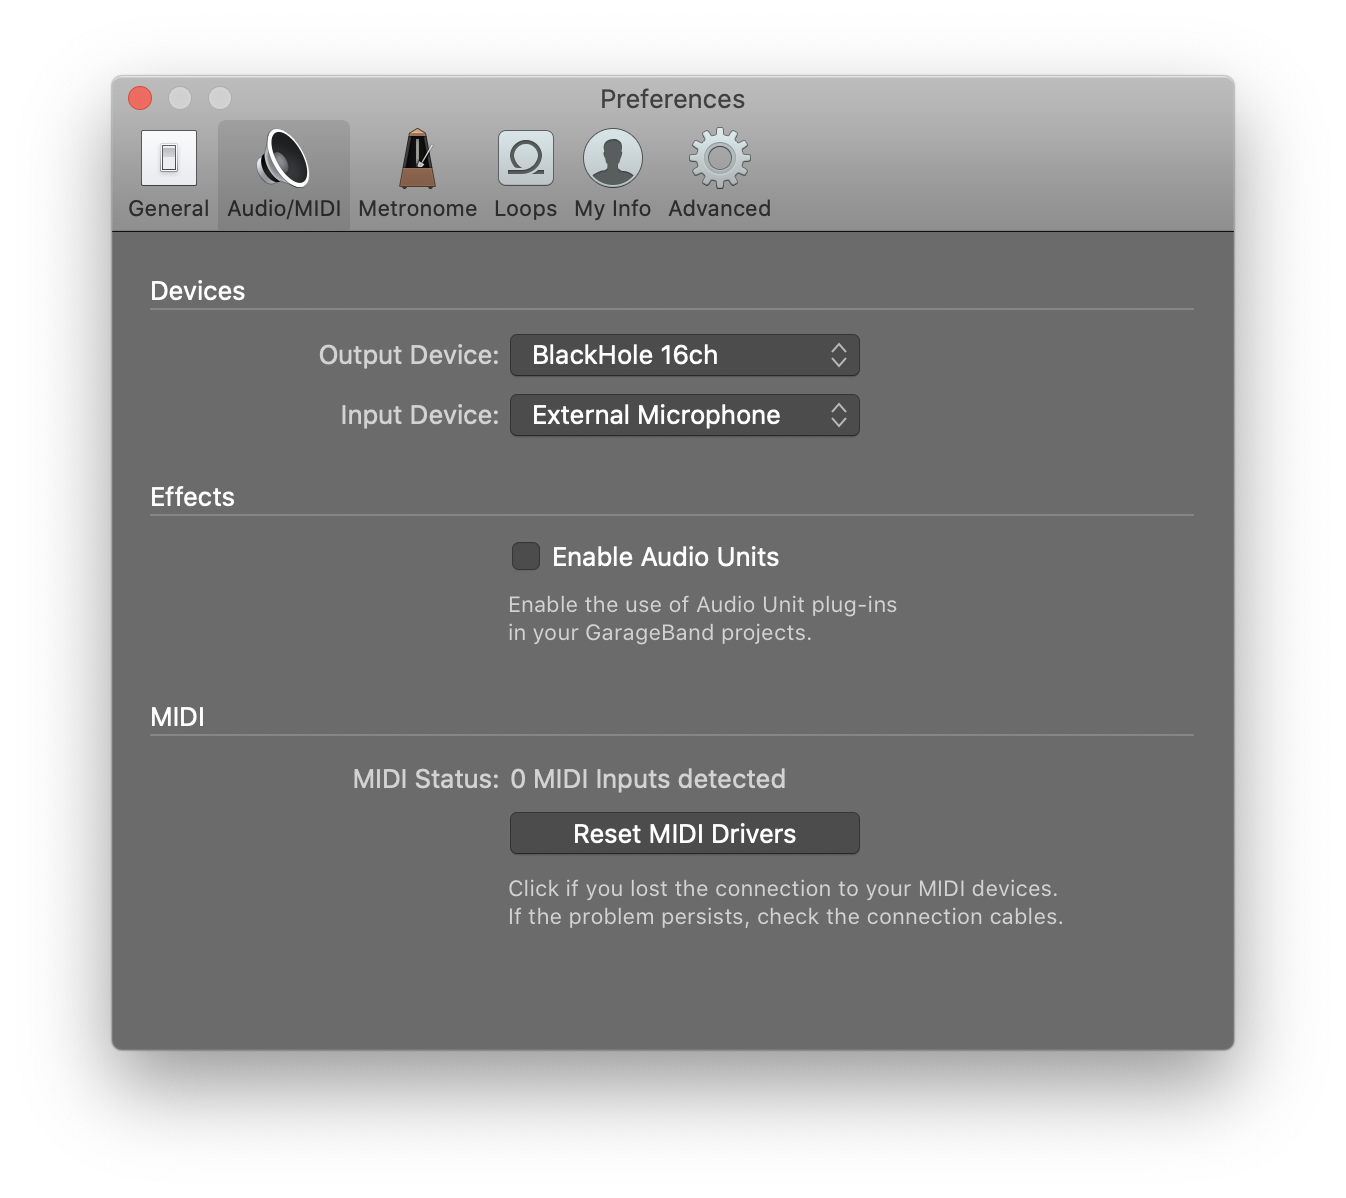 Preferences
General Audio/MIDI Metronome Loops My Info Advanced
Devices
Output Device: BlackHole 16ch
Input Device: External Microphone
Effects
Enable Audio Units
Enable the use of Audio Unit plug-ins
in your GarageBand projects.
MIDI
MIDI Status: 0 MIDI Inputs detected
Reset MIDI Drivers
Click if you lost the connection to your MIDI devices.
If the problem persists, check the connection cables.